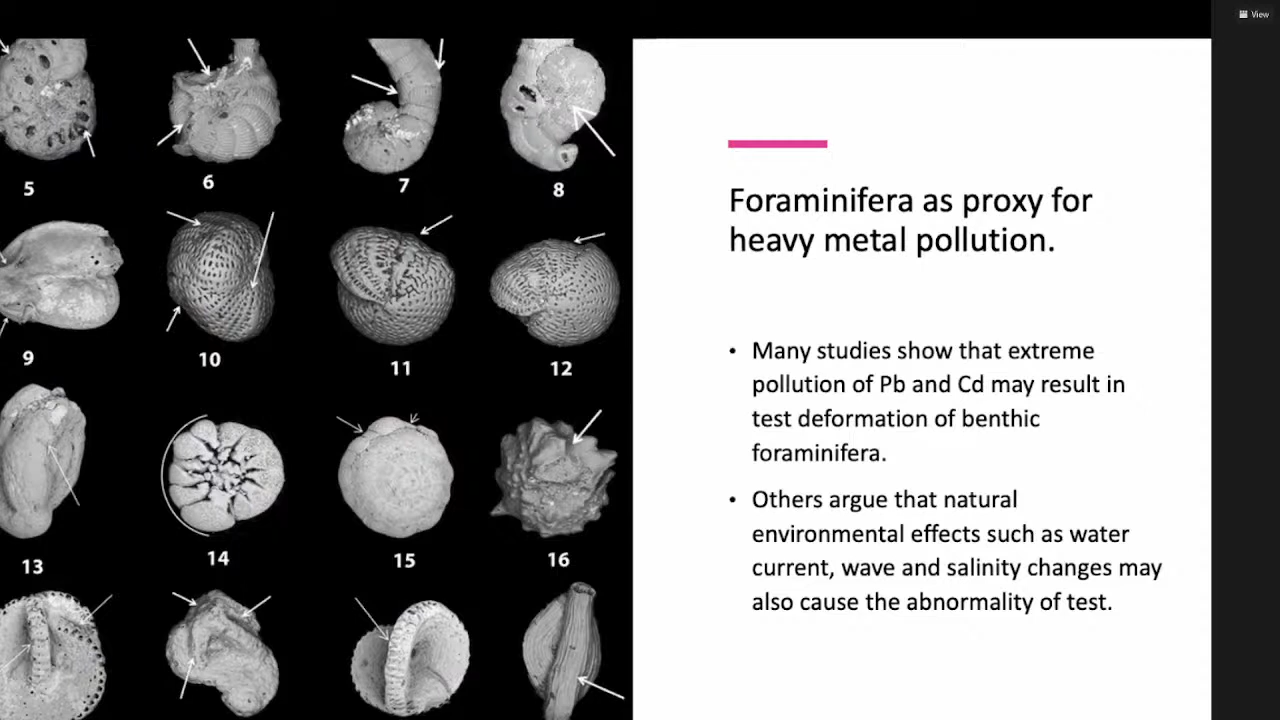 View
5
6
7
8
9
10
11
12
13
14
15
16
Foraminifera as proxy for
heavy metal pollution.
• Many studies show that extreme
pollution of Pb and Cd may result in
test deformation of benthic
foraminifera.
• Others argue that natural
environmental effects such as water
current, wave and salinity changes may
also cause the abnormality of test.